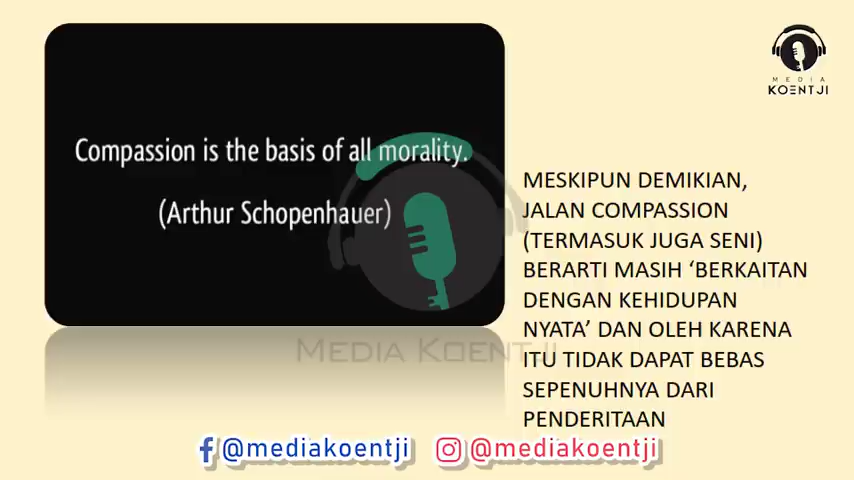 Compassion is the basis of all morality.
(Arthur Schopenhauer)
MEDIA
KOENTJI
MESKIPUN DEMIKIAN,
JALAN COMPASSION
(TERMASUK JUGA SENI)
BERARTI MASIH ‘BERKAITAN
DENGAN KEHIDUPAN
NYATA’ DAN OLEH KARENA
ITU TIDAK DAPAT BEBAS
SEPENUHNYA DARI
PENDERITAAN
MEDIA KOENTJI
@mediakoentji @mediakoentji